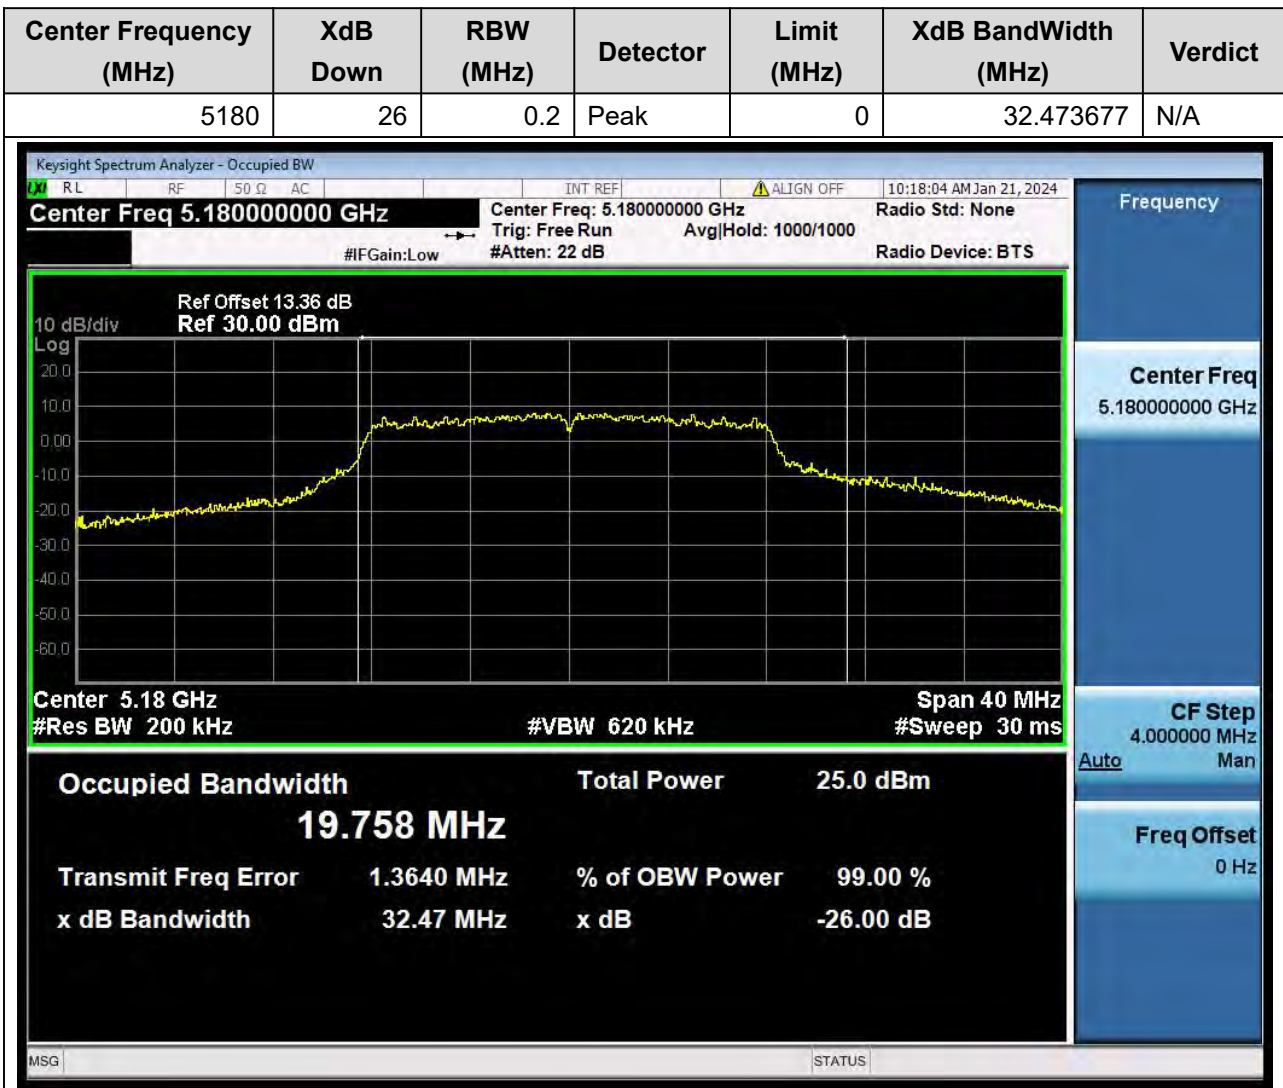 Center Frequency (MHz) XdB Down RBW (MHz) Detector Limit (MHz) XdB BandWidth (MHz) Verdict
5180 26 0.2 Peak 0 32.473677 N/A
Keysight Spectrum Analyzer - Occupied BW
LXI RL RF 50 Ω AC INT REF ALIGN OFF 10:18:04 AM Jan 21, 2024
Center Freq 5.180000000 GHz Center Freq: 5.180000000 GHz Radio Std: None
Trig: Free Run Avg|Hold: 1000/1000
#IFGain:Low #Atten: 22 dB Radio Device: BTS
Frequency
Ref Offset 13.36 dB
10 dB/div Ref 30.00 dBm
Log
20.0
10.0
0.00
-10.0
-20.0
-30.0
-40.0
-50.0
-60.0
Center 5.18 GHz Span 40 MHz
#Res BW 200 kHz #VBW 620 kHz #Sweep 30 ms
Occupied Bandwidth Total Power 25.0 dBm
19.758 MHz
Transmit Freq Error 1.3640 MHz % of OBW Power 99.00 %
x dB Bandwidth 32.47 MHz x dB -26.00 dB
Center Freq
5.180000000 GHz
CF Step
4.000000 MHz
Auto Man
Freq Offset
0 Hz
MSG STATUS